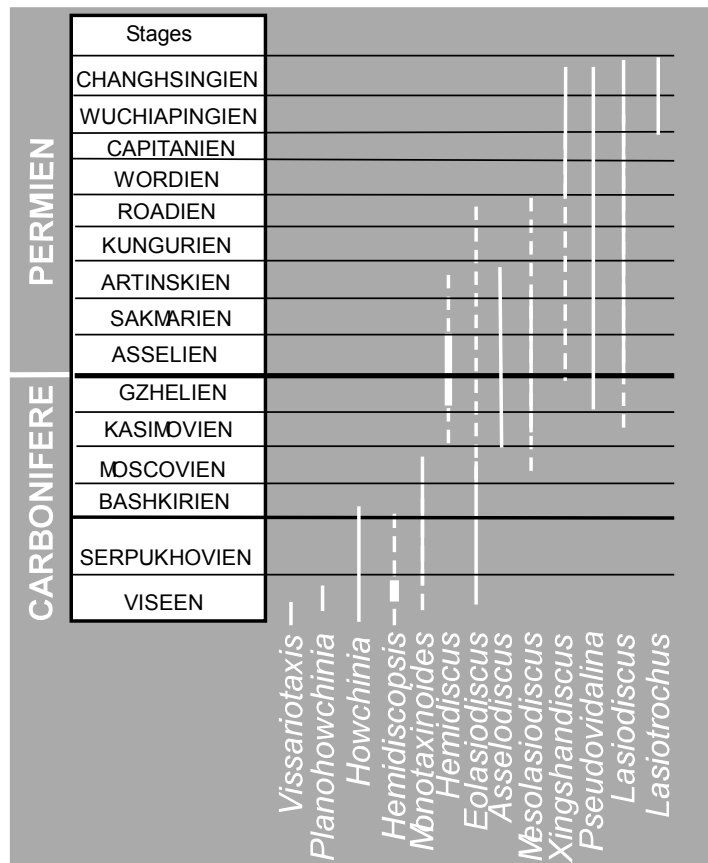 Stages
CHANGHSINGIEN
WUCHIAPINGIEN
CAPITANIEN
WORDIEN
ROADIEN
KUNGURIEN
ARTINSKIEN
SAKMARIEN
ASSELIEN
GZHELIEN
KASIMOVIEN
MOSCOVIEN
BASHKIRIEN
SERPUKHOVIEN
VISEEN
PERMIEN
CARBONIFERE
Vissariotaxis
Planohowchinia
Howchinia
Hemidiscopsis
Monotaxinoides
Hemidiscus
Eolasiodiscus
Asselodiscus
Mesolasiodiscus
Xingshandiscus
Pseudovidalina
Lasiodiscus
Lasiotrochus